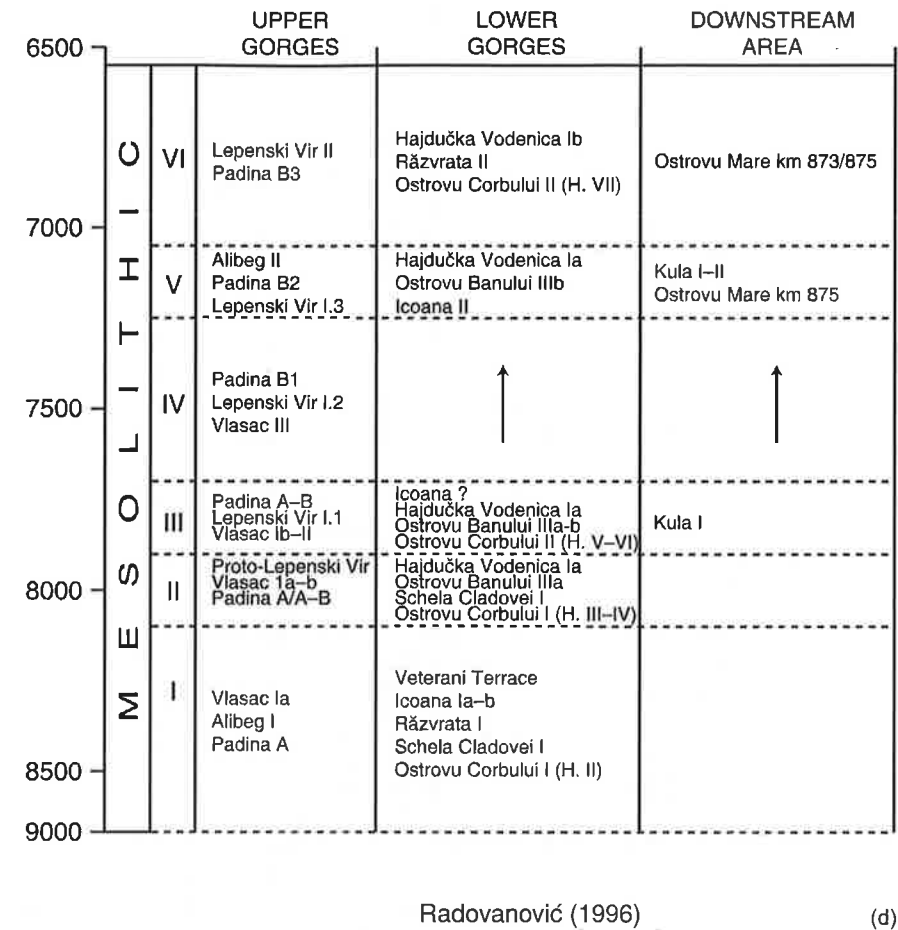 UPPER
GORGES
LOWER
GORGES
DOWNSTREAM
AREA
6500
7000
7500
8000
8500
9000
MESOLITHIC
VI
Lepenski Vir II
Padina B3
Hajdučka Vodenica Ib
Răzvrata II
Ostrovu Corbului II (H. VII)
Ostrovu Mare km 873/875
V
Alibeg II
Padina B2
Lepenski Vir I.3
Hajdučka Vodenica Ia
Ostrovu Banului IIIb
Icoana II
Kula I–II
Ostrovu Mare km 875
IV
Padina B1
Lepenski Vir I.2
Vlasac III
III
Padina A–B
Lepenski Vir I.1
Vlasac Ib–II
Icoana ?
Hajdučka Vodenica Ia
Ostrovu Banului IIIa-b
Ostrovu Corbului II (H. V–VI)
Kula I
II
Proto-Lepenski Vir
Vlasac 1a–b
Padina A/A–B
Hajdučka Vodenica Ia
Ostrovu Banului IIIa
Schela Cladovei I
Ostrovu Corbului I (H. III–IV)
I
Vlasac Ia
Alibeg I
Padina A
Veterani Terrace
Icoana Ia–b
Răzvrata I
Schela Cladovei I
Ostrovu Corbului I (H. II)
Radovanović (1996)
(d)